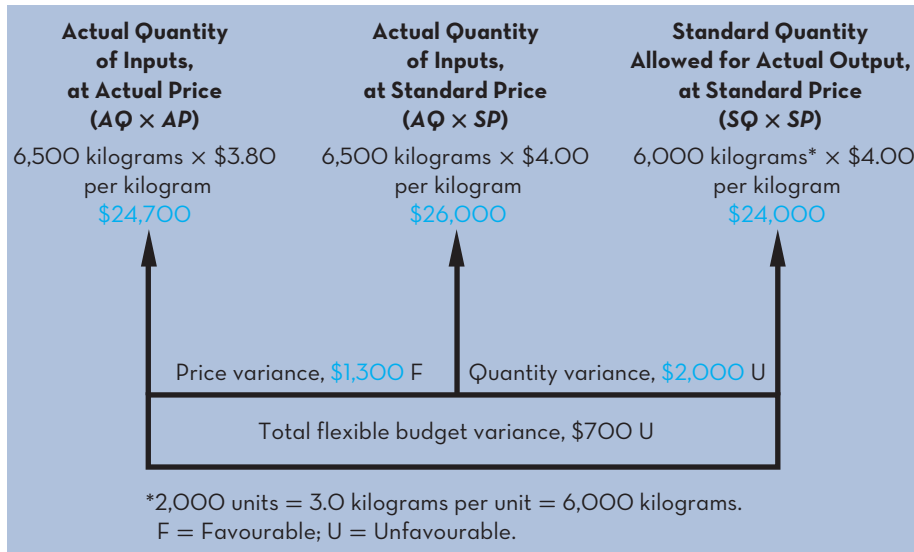 Actual Quantity
of Inputs,
at Actual Price
(AQ × AP)
6,500 kilograms × $3.80
per kilogram
$24,700
Actual Quantity
of Inputs,
at Standard Price
(AQ × SP)
6,500 kilograms × $4.00
per kilogram
$26,000
Standard Quantity
Allowed for Actual Output,
at Standard Price
(SQ × SP)
6,000 kilograms* × $4.00
per kilogram
$24,000
Price variance, $1,300 F
Quantity variance, $2,000 U
Total flexible budget variance, $700 U
*2,000 units = 3.0 kilograms per unit = 6,000 kilograms.
F = Favourable; U = Unfavourable.